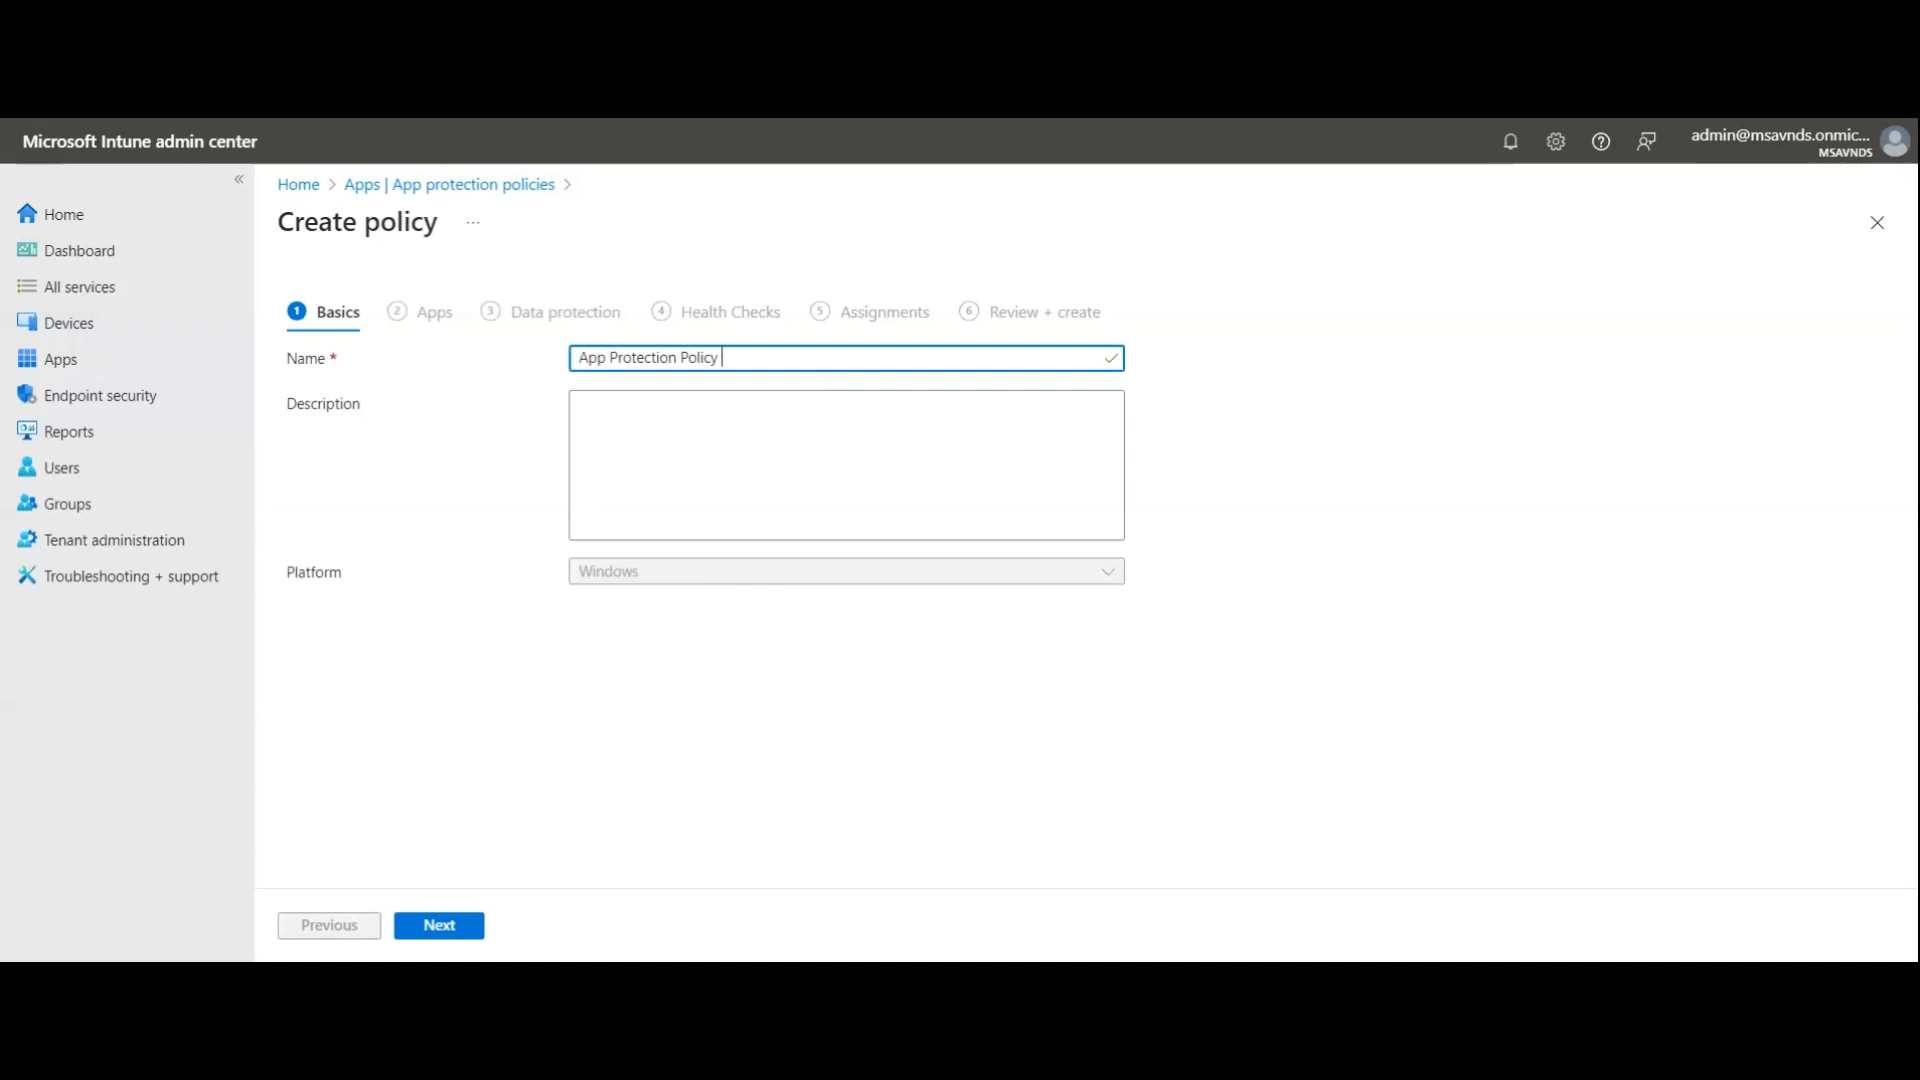 Microsoft Intune admin center
admin@msavnds.onmic...
MSAVNDS
Home
Dashboard
All services
Devices
Apps
Endpoint security
Reports
Users
Groups
Tenant administration
Troubleshooting + support
Home > Apps | App protection policies >
Create policy ...
1 Basics 2 Apps 3 Data protection 4 Health Checks 5 Assignments 6 Review + create
Name * App Protection Policy
Description
Platform Windows
Previous Next